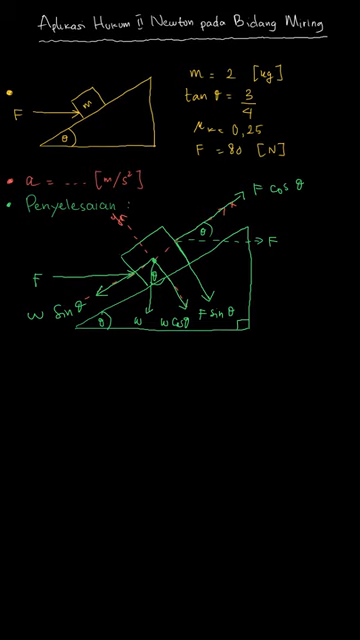 Aplikasi Hukum II Newton pada Bidang Miring
F
m
θ
m = 2 [kg]
tan θ = 3/4
μk = 0,25
F = 80 [N]
• a = .... [m/s²]
• Penyelesaian :
F cos θ
x
θ
F
F
θ
w sin θ
θ
w
w cos θ
F sin θ